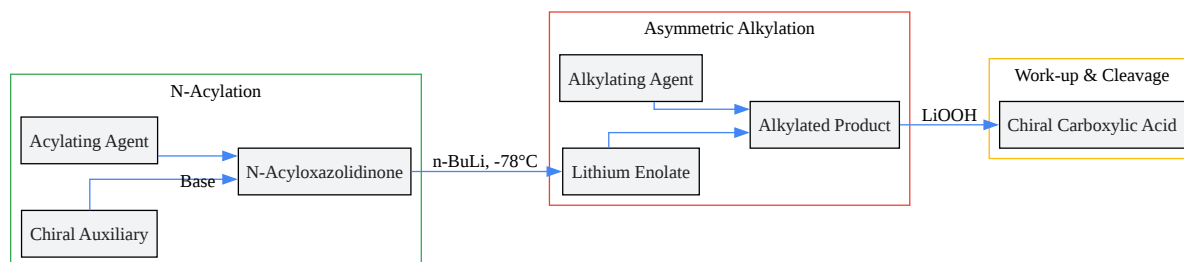 Asymmetric Alkylation
N-Acylation
Alkylating Agent
Work-up & Cleavage
Acylating Agent
Alkylated Product
LiOOH
Chiral Carboxylic Acid
Base
N-Acyloxazolidinone
n-BuLi, -78°C
Lithium Enolate
Chiral Auxiliary